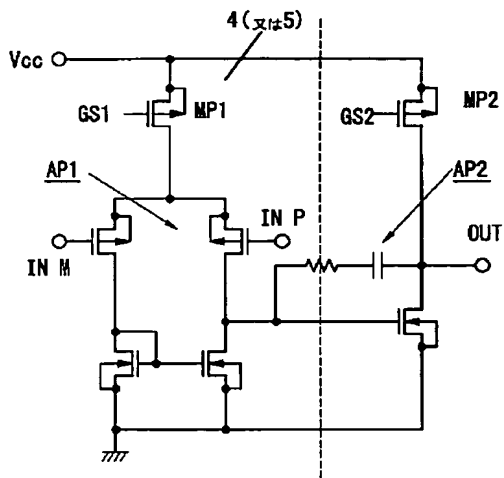 4(又は5)
Vcc
GS1
MP1
GS2
MP2
AP1
AP2
IN M
IN P
OUT